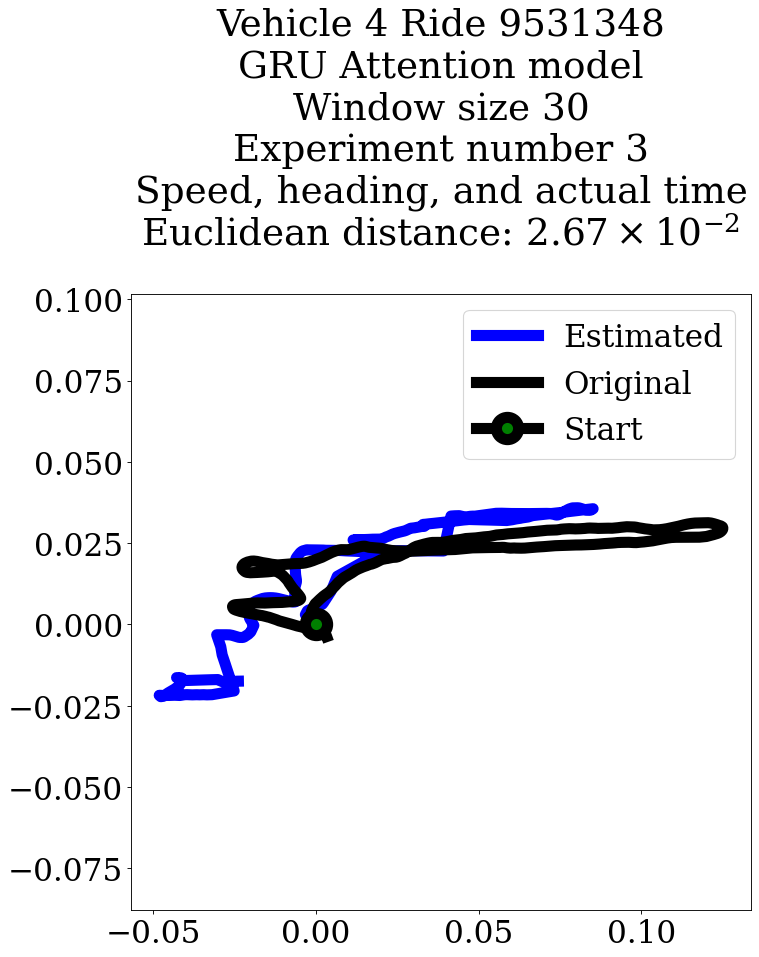 Vehicle 4 Ride 9531348
GRU Attention model
Window size 30
Experiment number 3
Speed, heading, and actual time
Euclidean distance: 2.67 × 10⁻²
Estimated
Original
Start
0.100
0.075
0.050
0.025
0.000
−0.025
−0.050
−0.075
−0.05 0.00 0.05 0.10